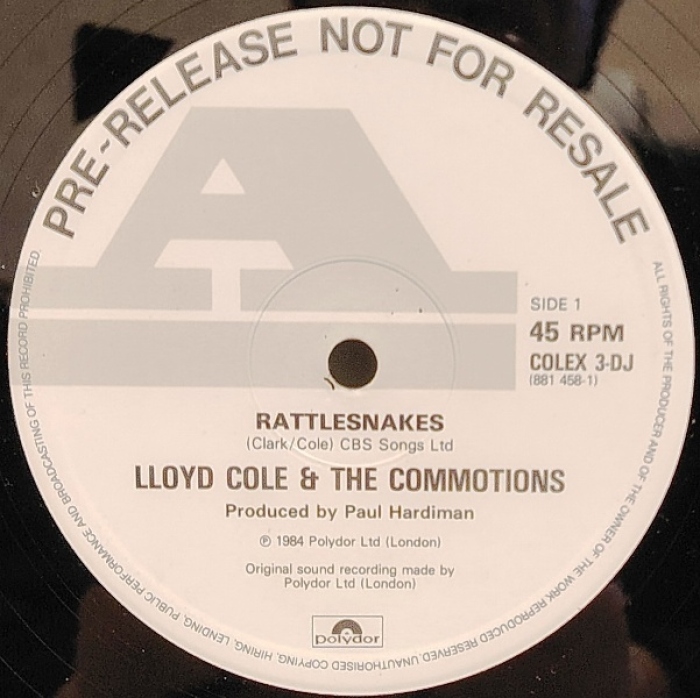 PRE-RELEASE NOT FOR RESALE
A
SIDE 1
45 RPM
COLEX 3-DJ
(881 458-1)
RATTLESNAKES
(Clark/Cole) CBS Songs Ltd
LLOYD COLE & THE COMMOTIONS
Produced by Paul Hardiman
℗ 1984 Polydor Ltd (London)
Original sound recording made by
Polydor Ltd (London)
polydor
ALL RIGHTS OF THE PRODUCER AND OF THE OWNER OF THE WORK REPRODUCED RESERVED. UNAUTHORISED COPYING, HIRING, LENDING, PUBLIC PERFORMANCE AND BROADCASTING OF THIS RECORD PROHIBITED.